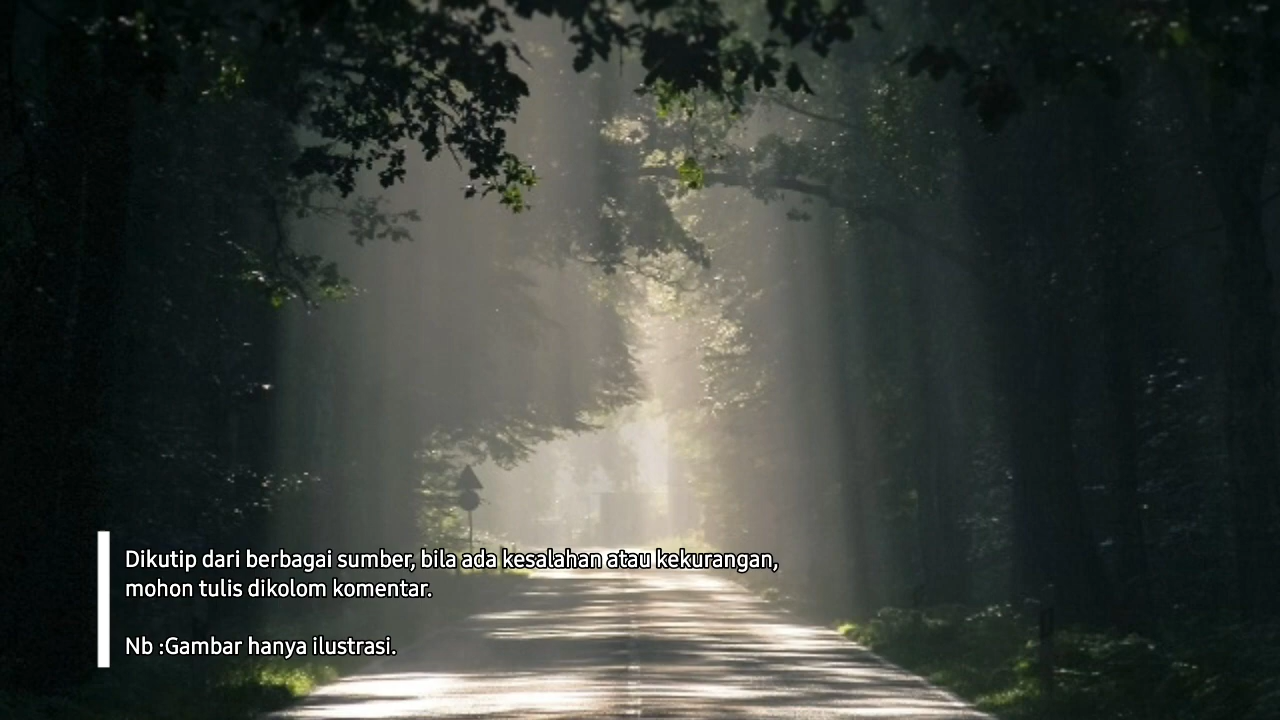 Dikutip dari berbagai sumber, bila ada kesalahan atau kekurangan,
mohon tulis dikolom komentar.
Nb :Gambar hanya ilustrasi.